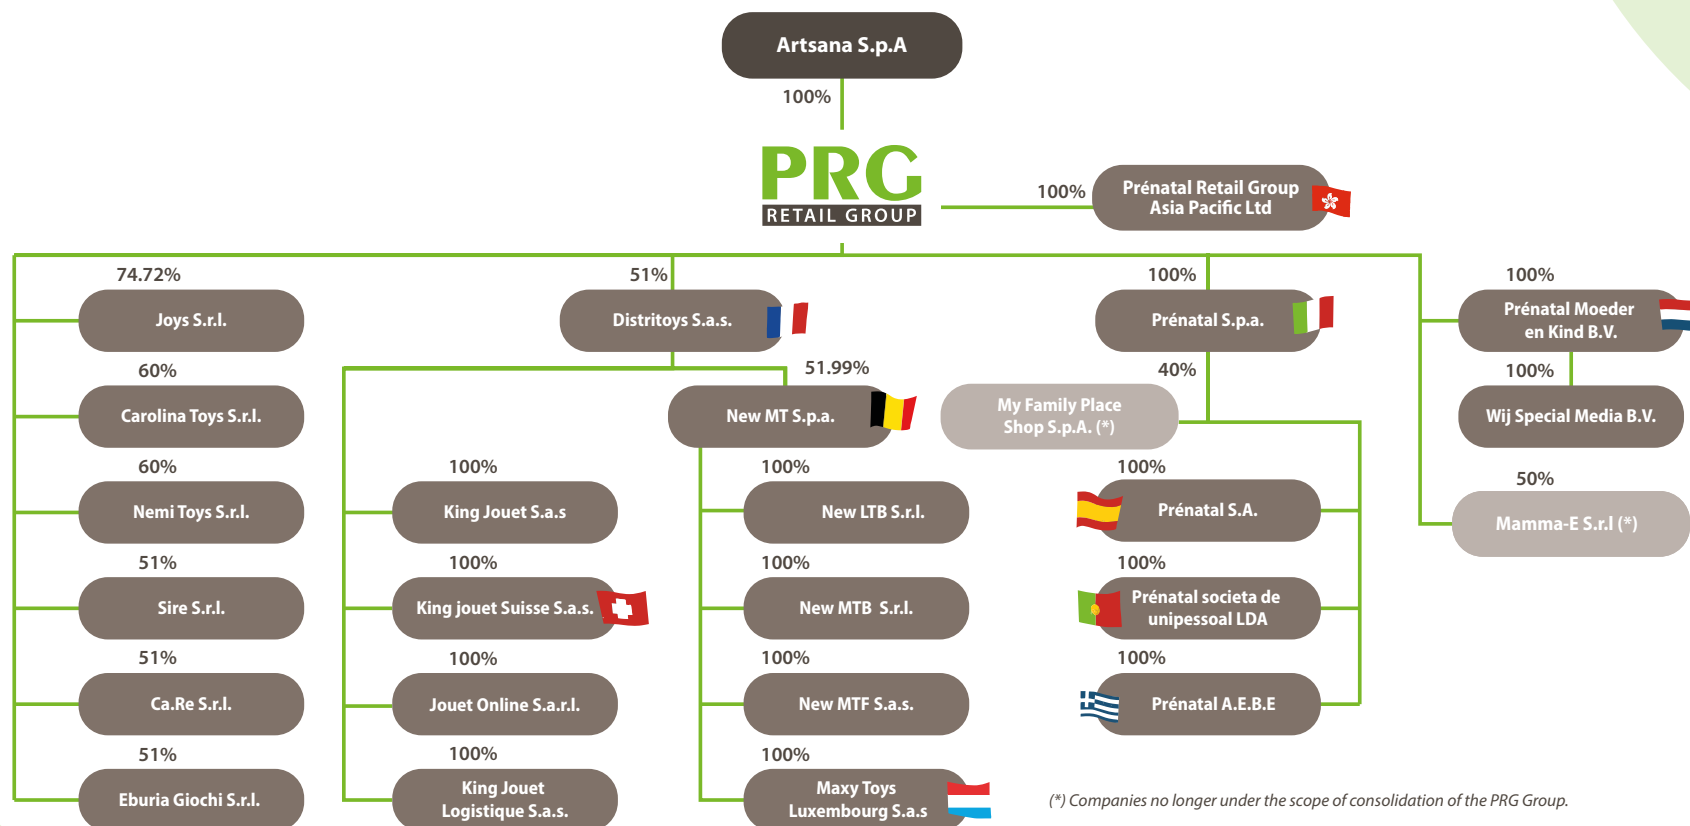 Artsana S.p.A
100%
PRG
RETAIL GROUP
100%
Prénatal Retail Group
Asia Pacific Ltd
74.72%
Joys S.r.l.
60%
Carolina Toys S.r.l.
60%
Nemi Toys S.r.l.
51%
Sire S.r.l.
51%
Ca.Re S.r.l.
51%
Eburia Giochi S.r.l.
51%
Distritoys S.a.s.
100%
King Jouet S.a.s
100%
King jouet Suisse S.a.s.
100%
Jouet Online S.a.r.l.
100%
King Jouet
Logistique S.a.s.
51.99%
New MT S.p.a.
100%
New LTB S.r.l.
100%
New MTB S.r.l.
100%
New MTF S.a.s.
100%
Maxy Toys
Luxembourg S.a.s
100%
Prénatal S.p.a.
40%
My Family Place
Shop S.p.A. (*)
100%
Prénatal S.A.
100%
Prénatal societa de
unipessoal LDA
100%
Prénatal A.E.B.E
100%
Prénatal Moeder
en Kind B.V.
100%
Wij Special Media B.V.
50%
Mamma-E S.r.l (*)
(*) Companies no longer under the scope of consolidation of the PRG Group.